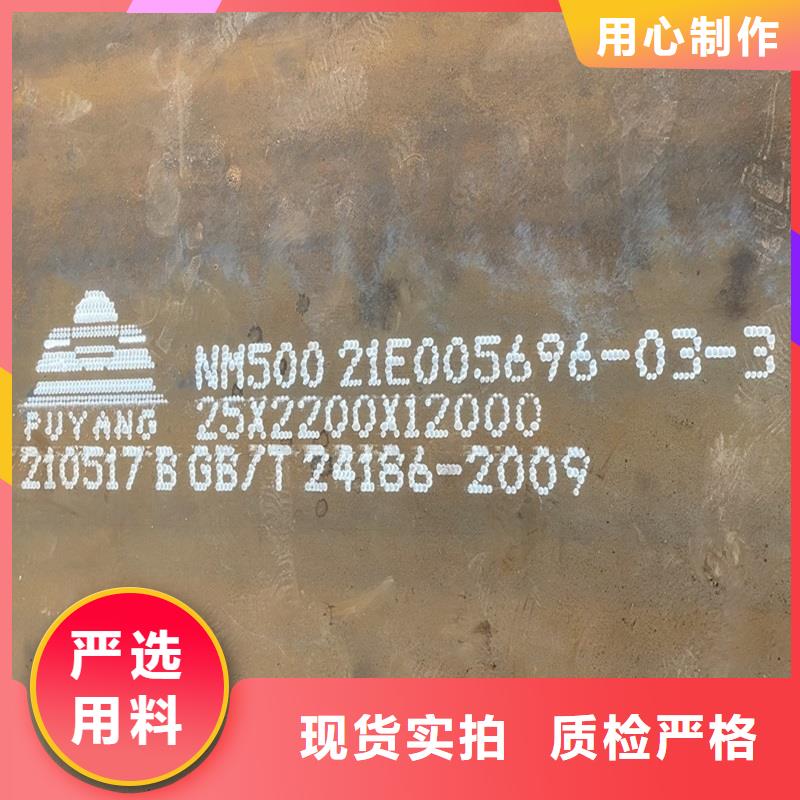 用心制作
NM500 21E005696-03-3
FUYANG 25X2200X12000
210517B GB/T 24186-2009
严选
用料
现货实拍 质检严格